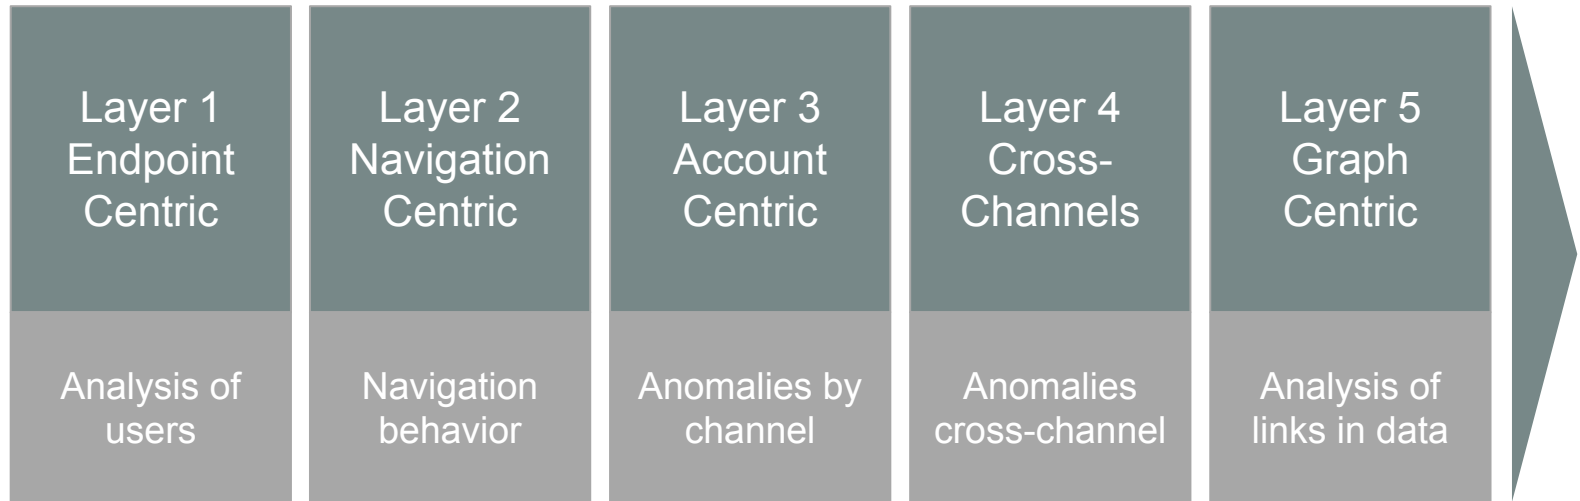 Layer 1
Endpoint
Centric
Analysis of
users
Layer 2
Navigation
Centric
Navigation
behavior
Layer 3
Account
Centric
Anomalies by
channel
Layer 4
Cross-
Channels
Anomalies
cross-channel
Layer 5
Graph
Centric
Analysis of
links in data